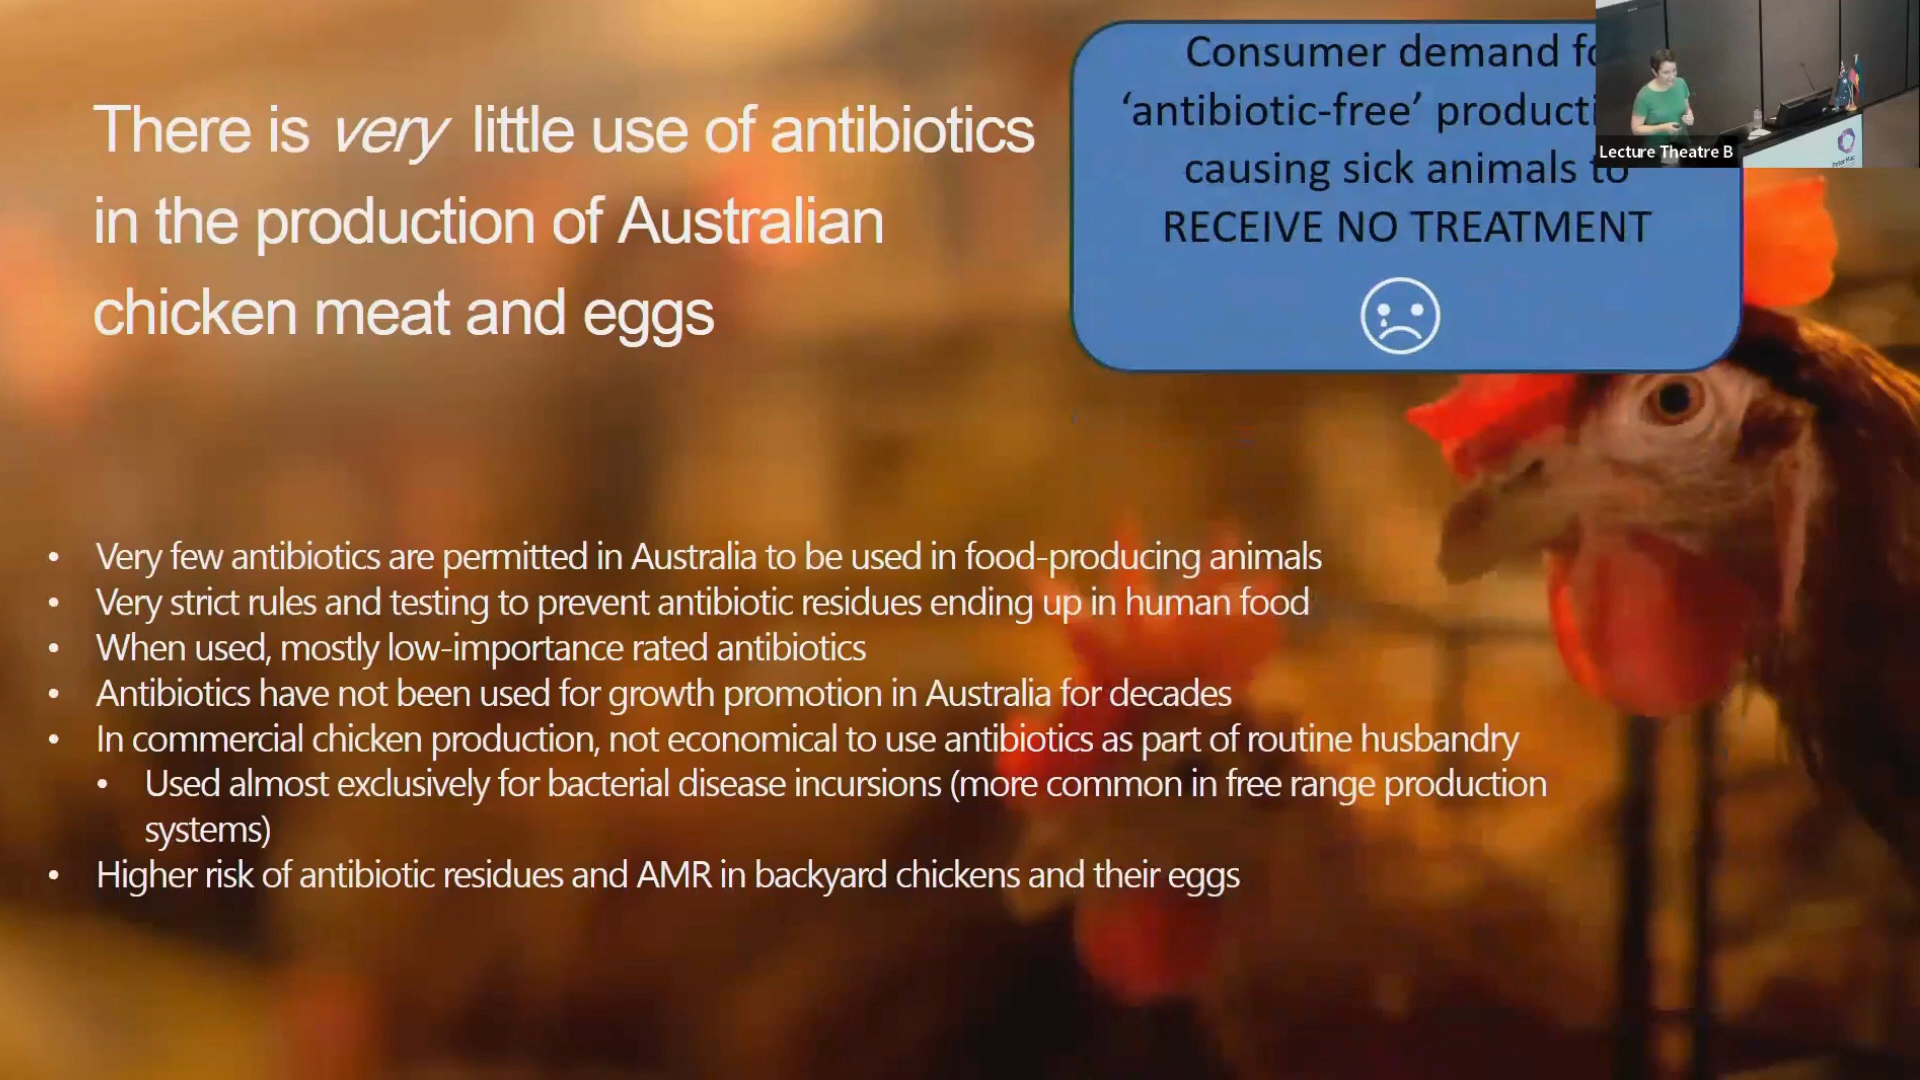 There is very little use of antibiotics
in the production of Australian
chicken meat and eggs
Consumer demand
'antibiotic-free'
causing sick animals to
RECEIVE NO TREATMENT
Lecture Theatre B
Peter Mac
• Very few antibiotics are permitted in Australia to be used in food-producing animals
• Very strict rules and testing to prevent antibiotic residues ending up in human food
• When used, mostly low-importance rated antibiotics
• Antibiotics have not been used for growth promotion in Australia for decades
• In commercial chicken production, not economical to use antibiotics as part of routine husbandry
• Used almost exclusively for bacterial disease incursions (more common in free range production
systems)
• Higher risk of antibiotic residues and AMR in backyard chickens and their eggs